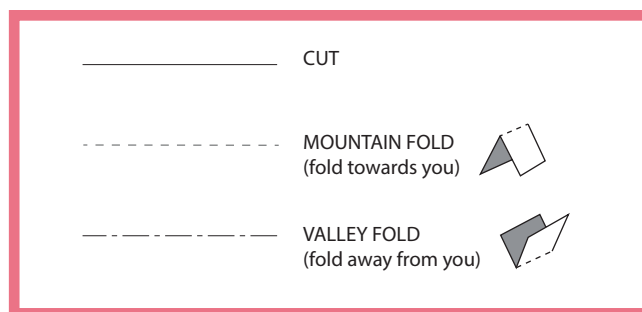 CUT
MOUNTAIN FOLD
(fold towards you)
VALLEY FOLD
(fold away from you)